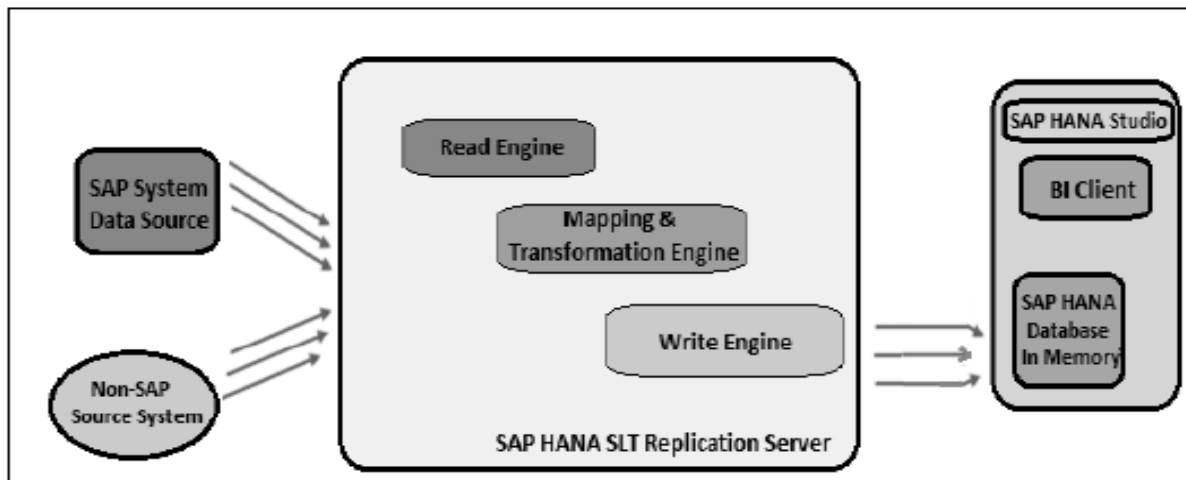 SAP System
Data Source
Non-SAP
Source System
Read Engine
Mapping &
Transformation Engine
Write Engine
SAP HANA SLT Replication Server
SAP HANA Studio
BI Client
SAP HANA
Database
In Memory